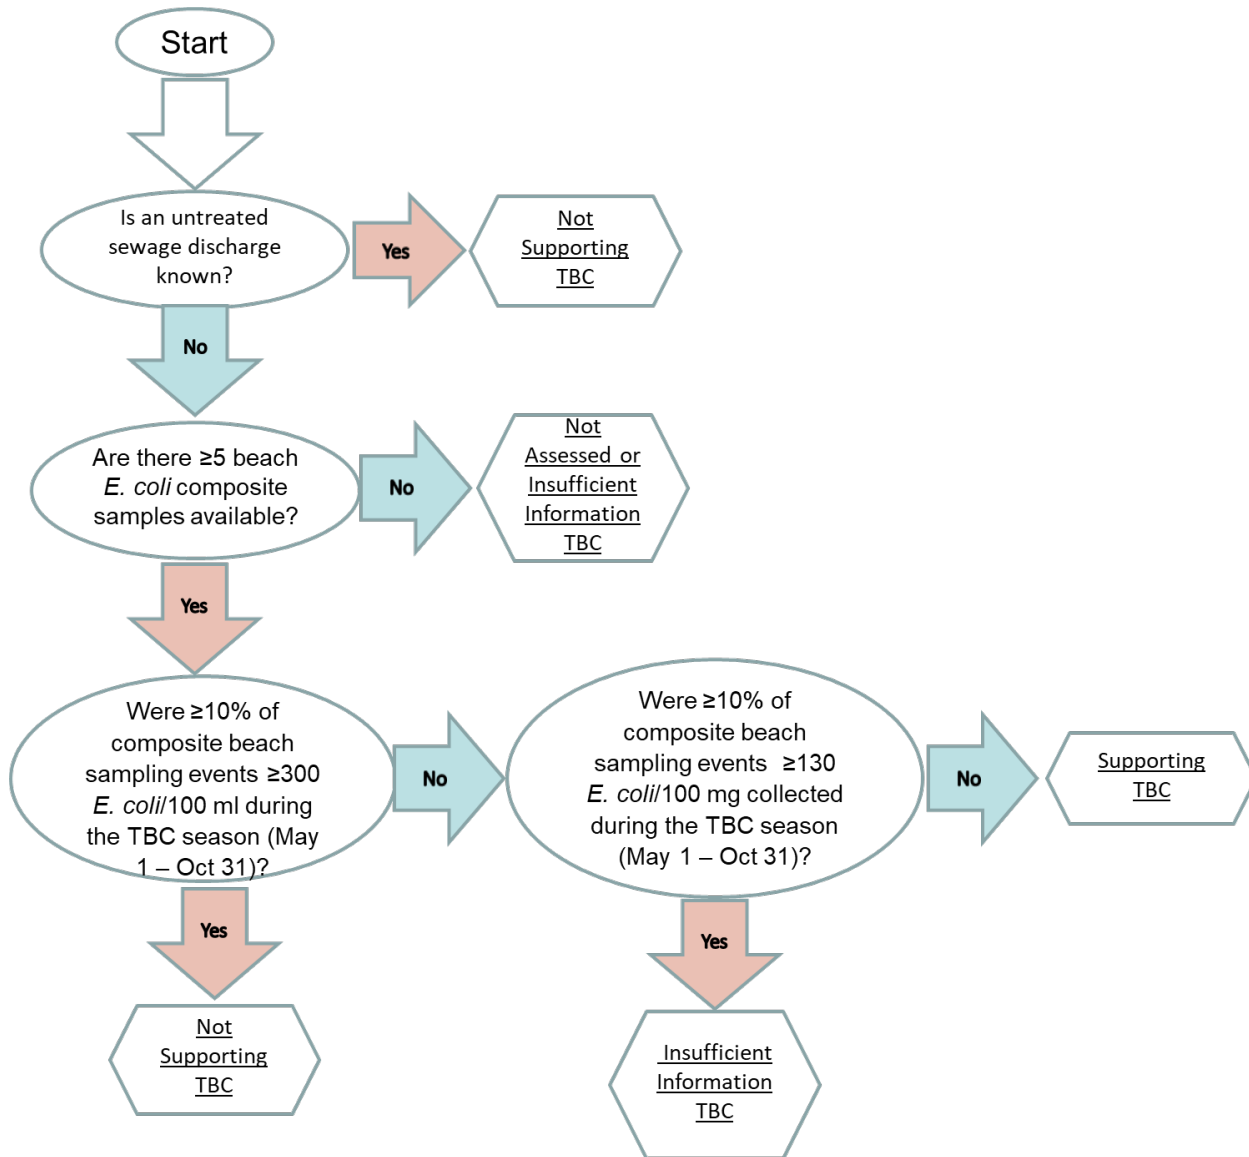 Start
Is an untreated
sewage discharge
known?
Yes
Not
Supporting
TBC
No
Are there ≥5 beach
E. coli composite
samples available?
No
Not
Assessed or
Insufficient
Information
TBC
Yes
Were ≥10% of
composite beach
sampling events ≥300
E. coli/100 ml during
the TBC season (May
1 – Oct 31)?
No
Were ≥10% of
composite beach
sampling events ≥130
E. coli/100 mg collected
during the TBC season
(May 1 – Oct 31)?
No
Supporting
TBC
Yes
Not
Supporting
TBC
Yes
Insufficient
Information
TBC